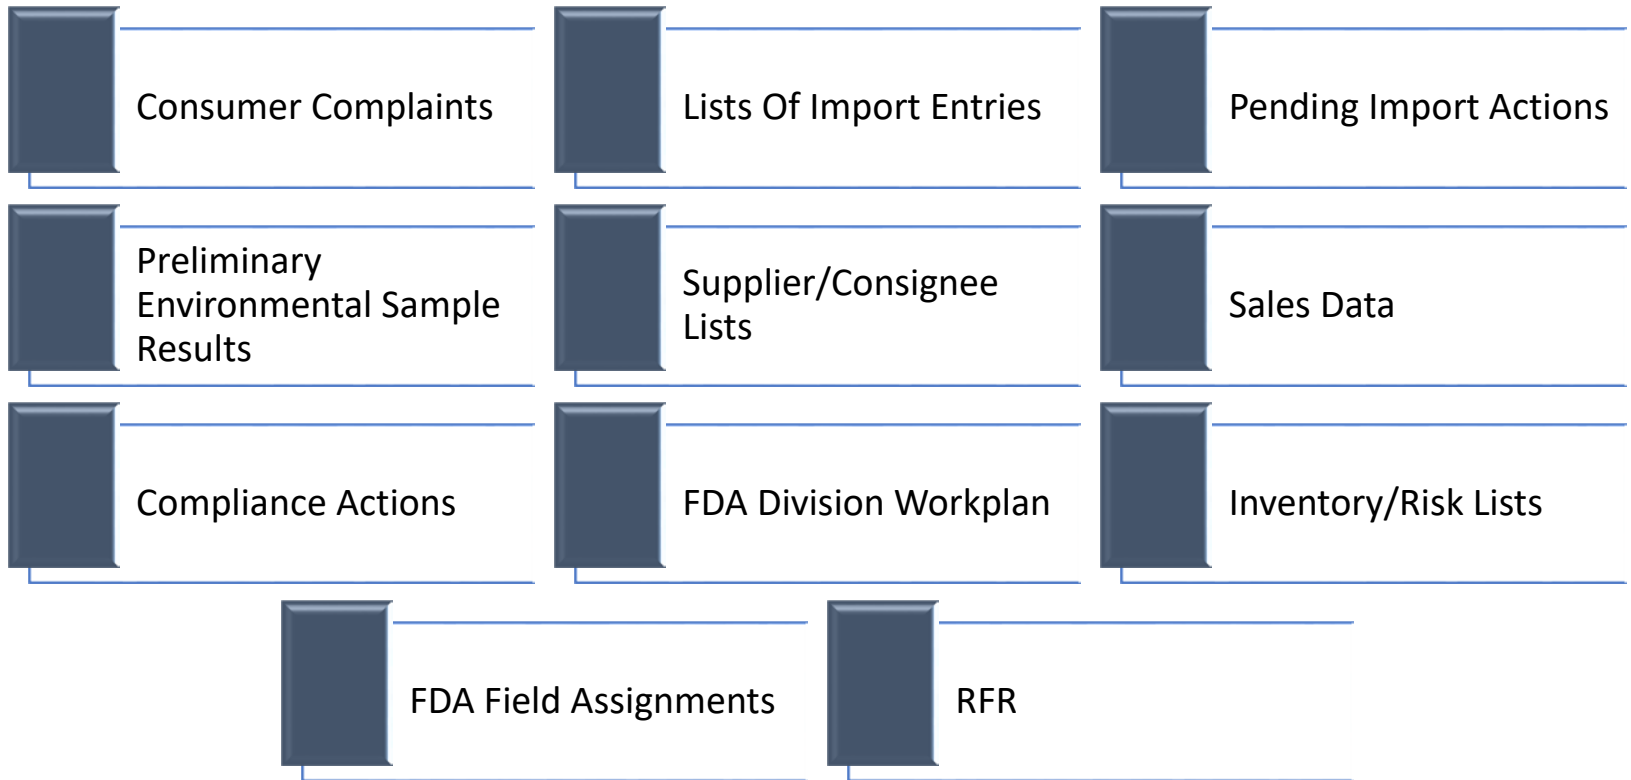 Consumer Complaints
Lists Of Import Entries
Pending Import Actions
Preliminary
Environmental Sample
Results
Supplier/Consignee
Lists
Sales Data
Compliance Actions
FDA Division Workplan
Inventory/Risk Lists
FDA Field Assignments
RFR